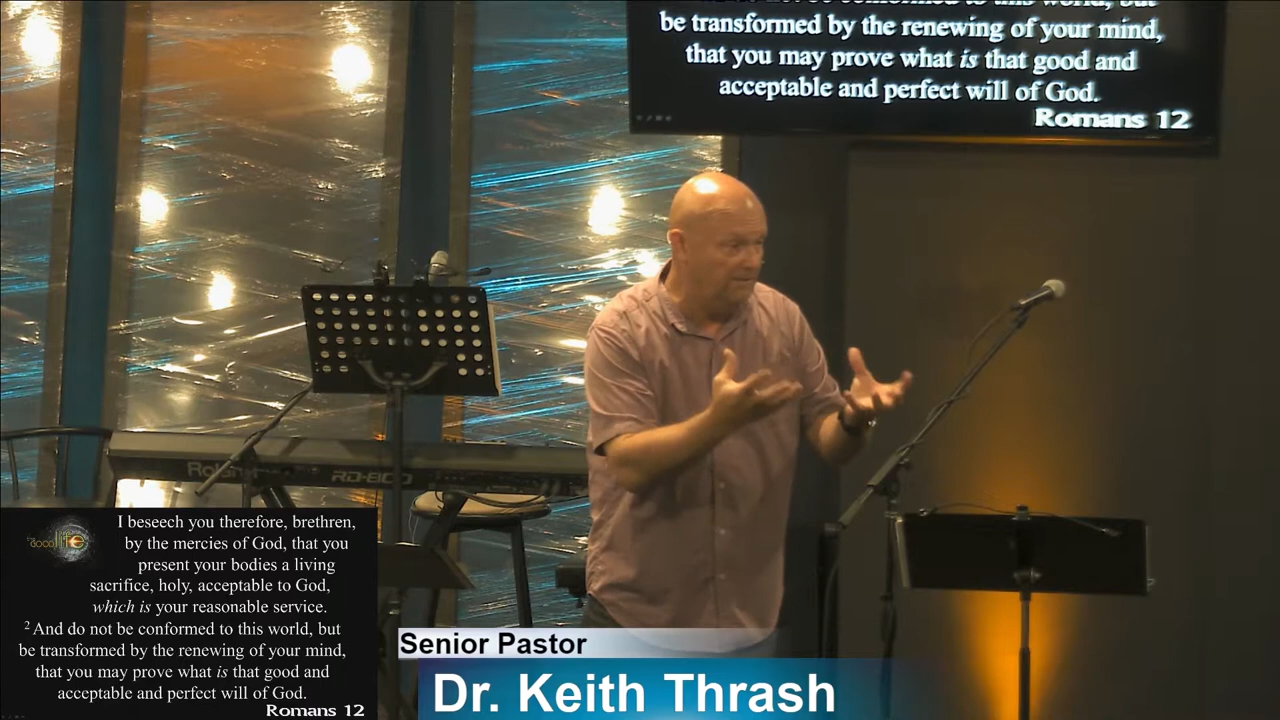 be transformed by the renewing of your mind,
that you may prove what is that good and
acceptable and perfect will of God.
Romans 12
Roland
RD-800
the good life
I beseech you therefore, brethren,
by the mercies of God, that you
present your bodies a living
sacrifice, holy, acceptable to God,
which is your reasonable service.
2 And do not be conformed to this world, but
be transformed by the renewing of your mind,
that you may prove what is that good and
acceptable and perfect will of God.
Romans 12
Senior Pastor
Dr. Keith Thrash